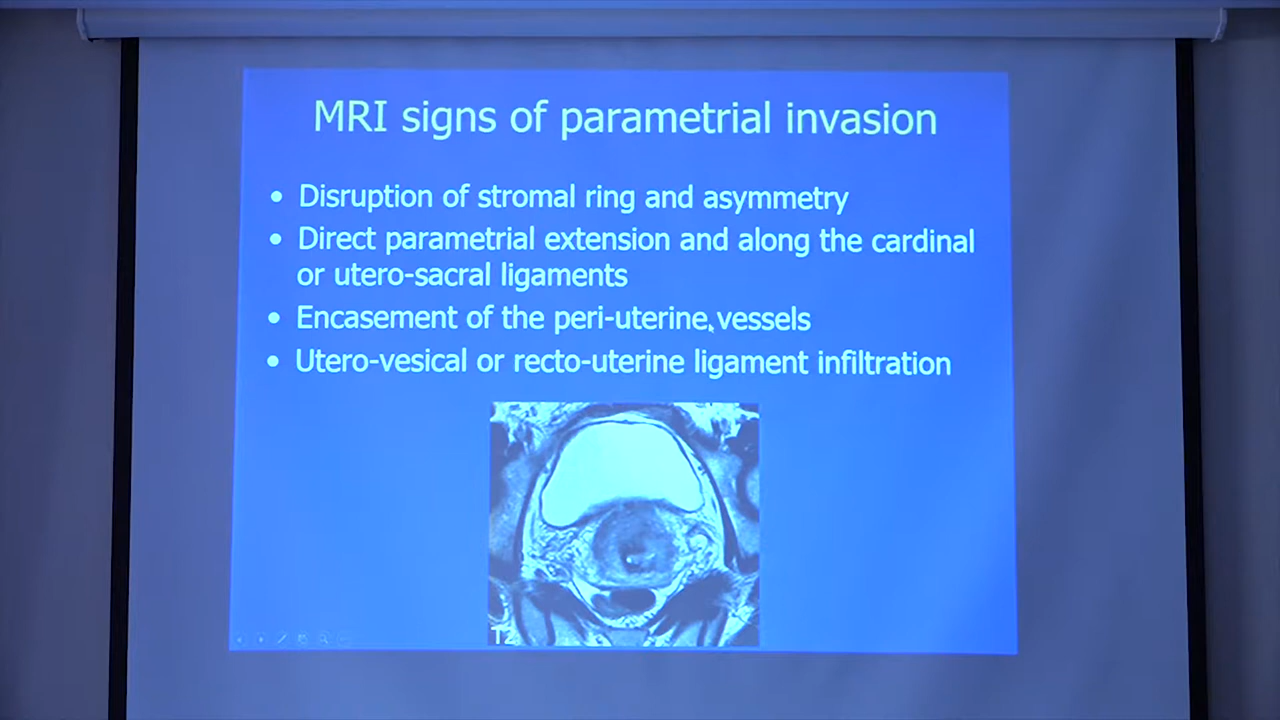 MRI signs of parametrial invasion
• Disruption of stromal ring and asymmetry
• Direct parametrial extension and along the cardinal
or utero-sacral ligaments
• Encasement of the peri-uterine vessels
• Utero-vesical or recto-uterine ligament infiltration
T2